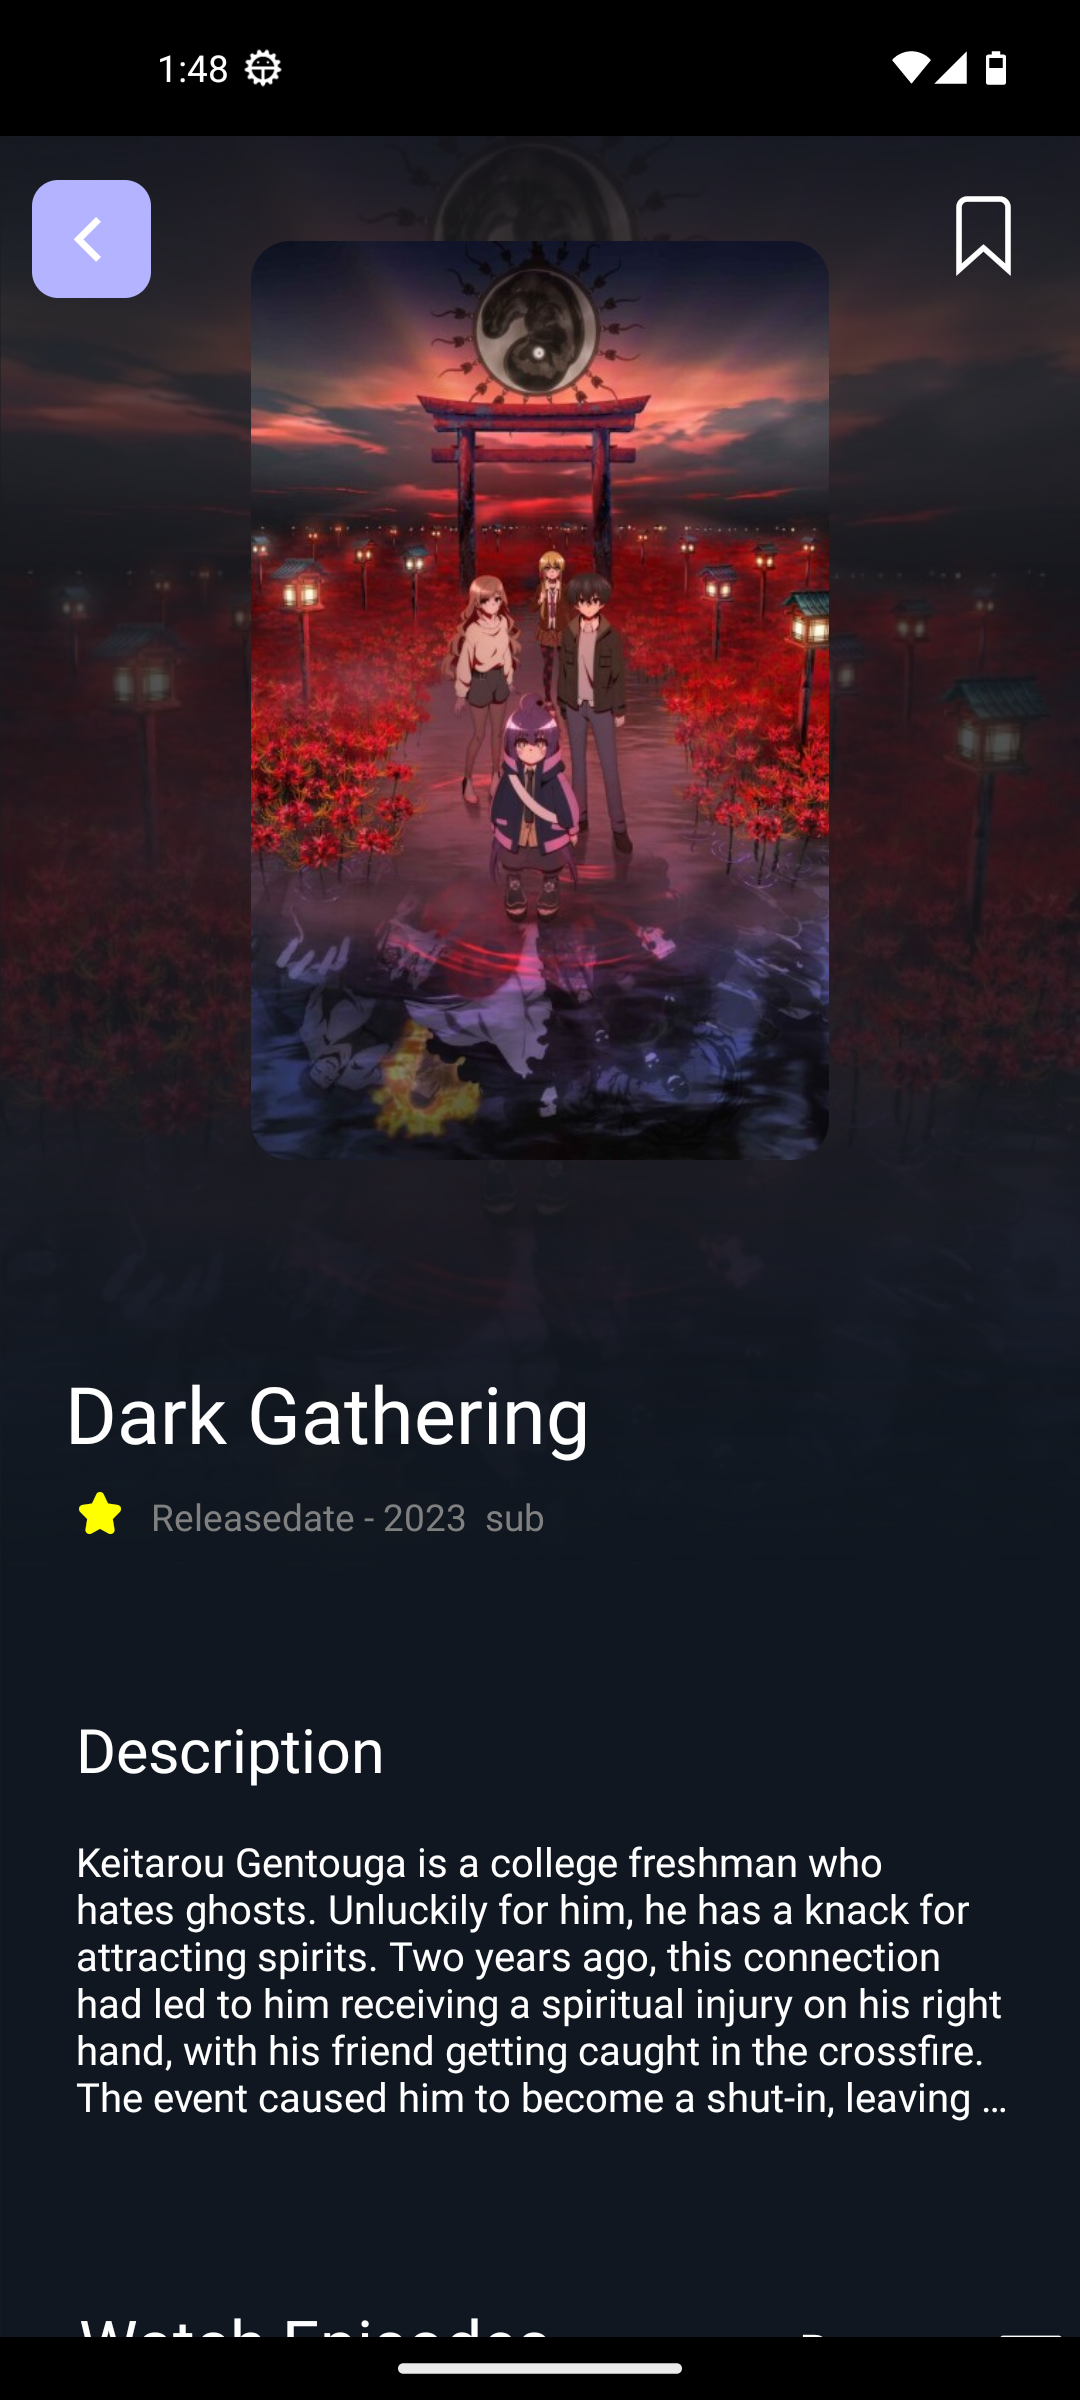 1:48
Dark Gathering
Releasedate - 2023 sub
Description
Keitarou Gentouga is a college freshman who
hates ghosts. Unluckily for him, he has a knack for
attracting spirits. Two years ago, this connection
had led to him receiving a spiritual injury on his right
hand, with his friend getting caught in the crossfire.
The event caused him to become a shut-in, leaving ...
Watch Episodes